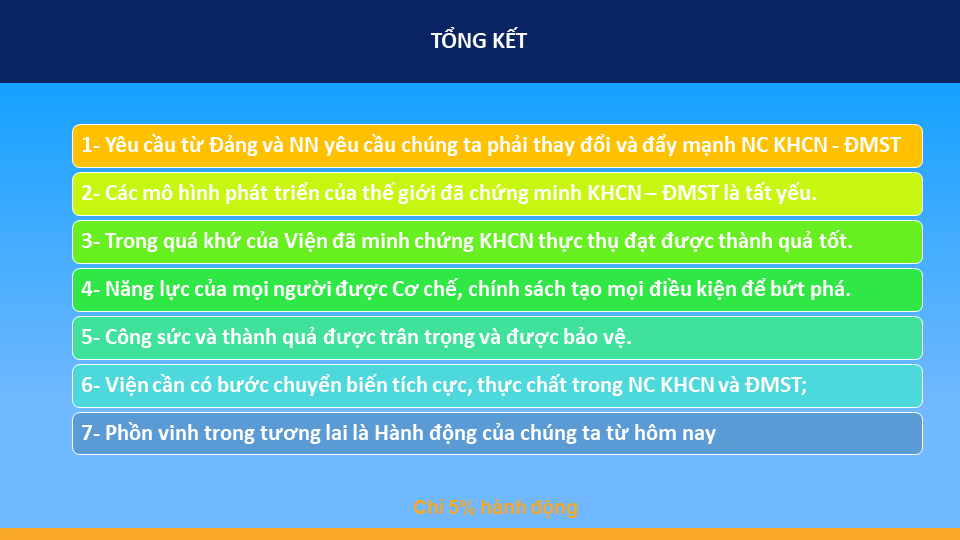 TỔNG KẾT
1- Yêu cầu từ Đảng và NN yêu cầu chúng ta phải thay đổi và đẩy mạnh NC KHCN - ĐMST
2- Các mô hình phát triển của thế giới đã chứng minh KHCN – ĐMST là tất yếu.
3- Trong quá khứ của Viện đã minh chứng KHCN thực thụ đạt được thành quả tốt.
4- Năng lực của mọi người được Cơ chế, chính sách tạo mọi điều kiện để bứt phá.
5- Công sức và thành quả được trân trọng và được bảo vệ.
6- Viện cần có bước chuyển biến tích cực, thực chất trong NC KHCN và ĐMST;
7- Phồn vinh trong tương lai là Hành động của chúng ta từ hôm nay
Chỉ 5% hành động